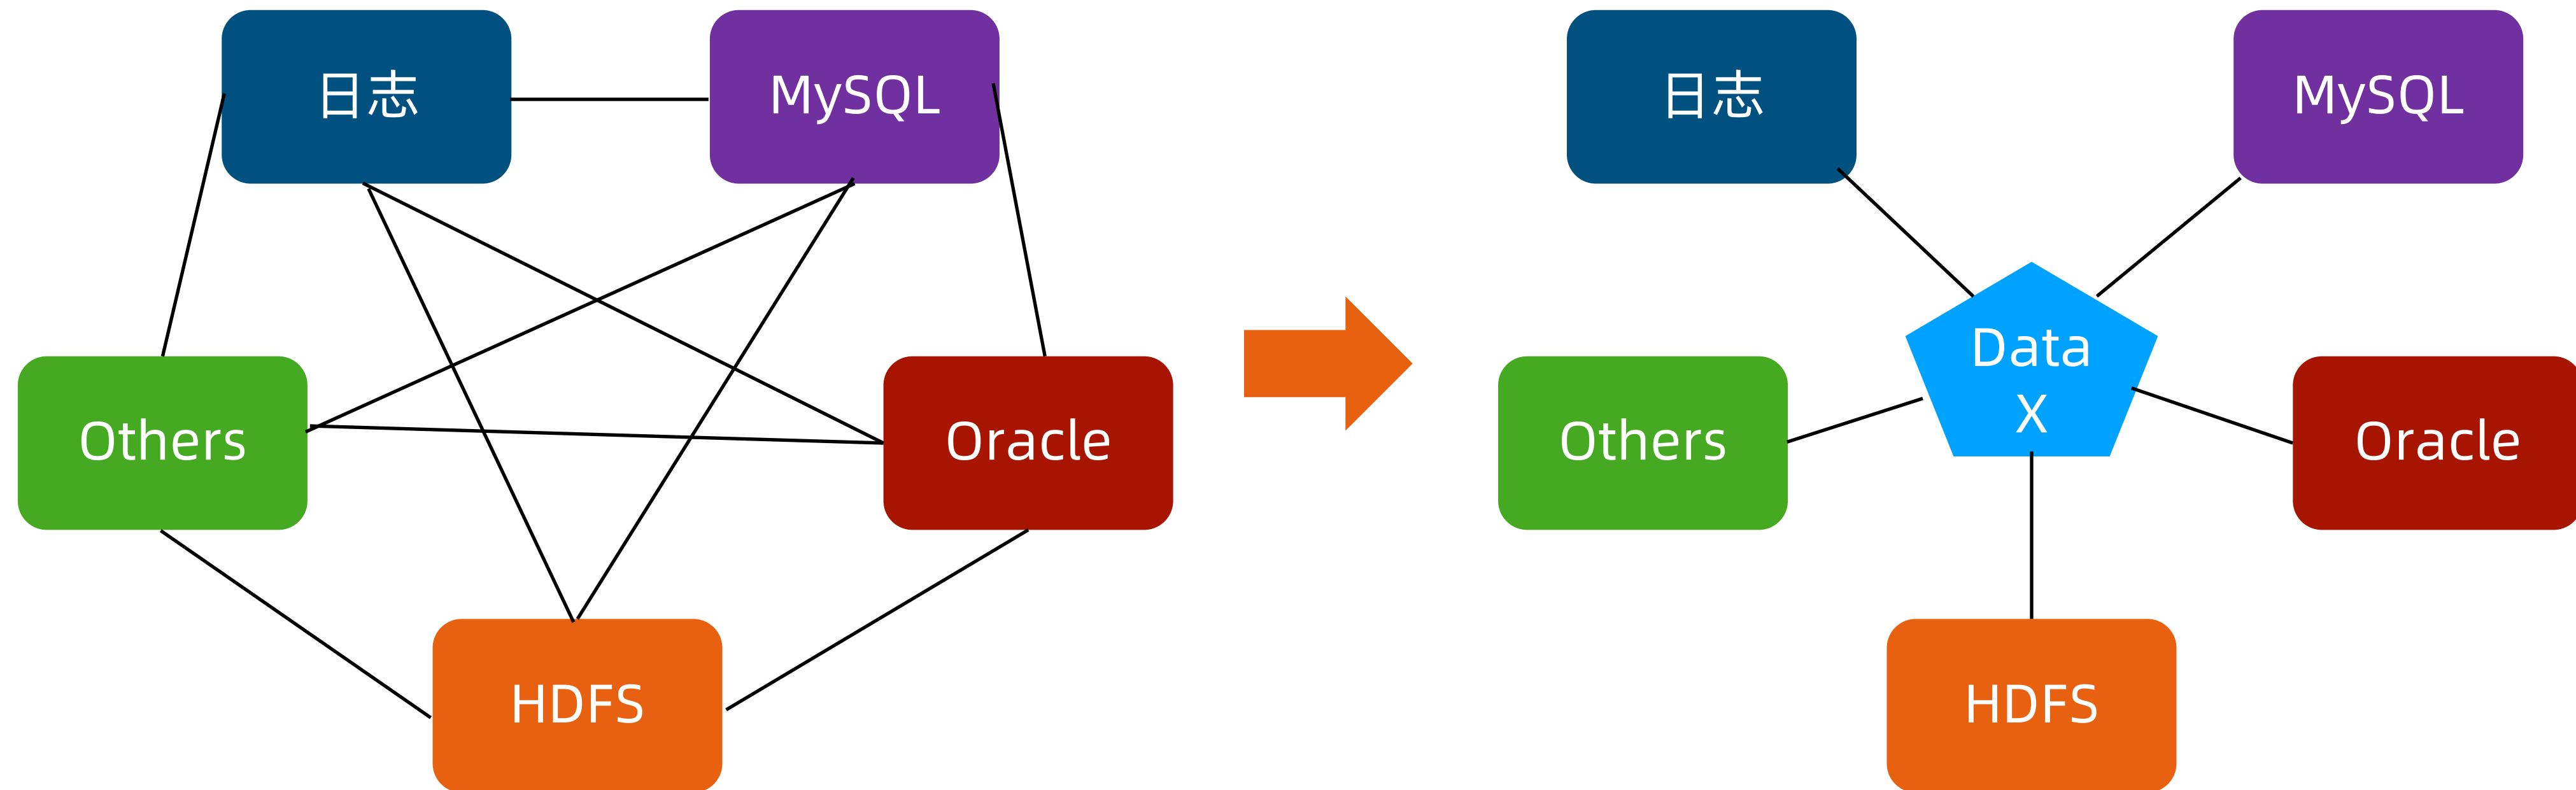 日志
MySQL
Others
Oracle
HDFS
日志
MySQL
Data
X
Others
Oracle
HDFS